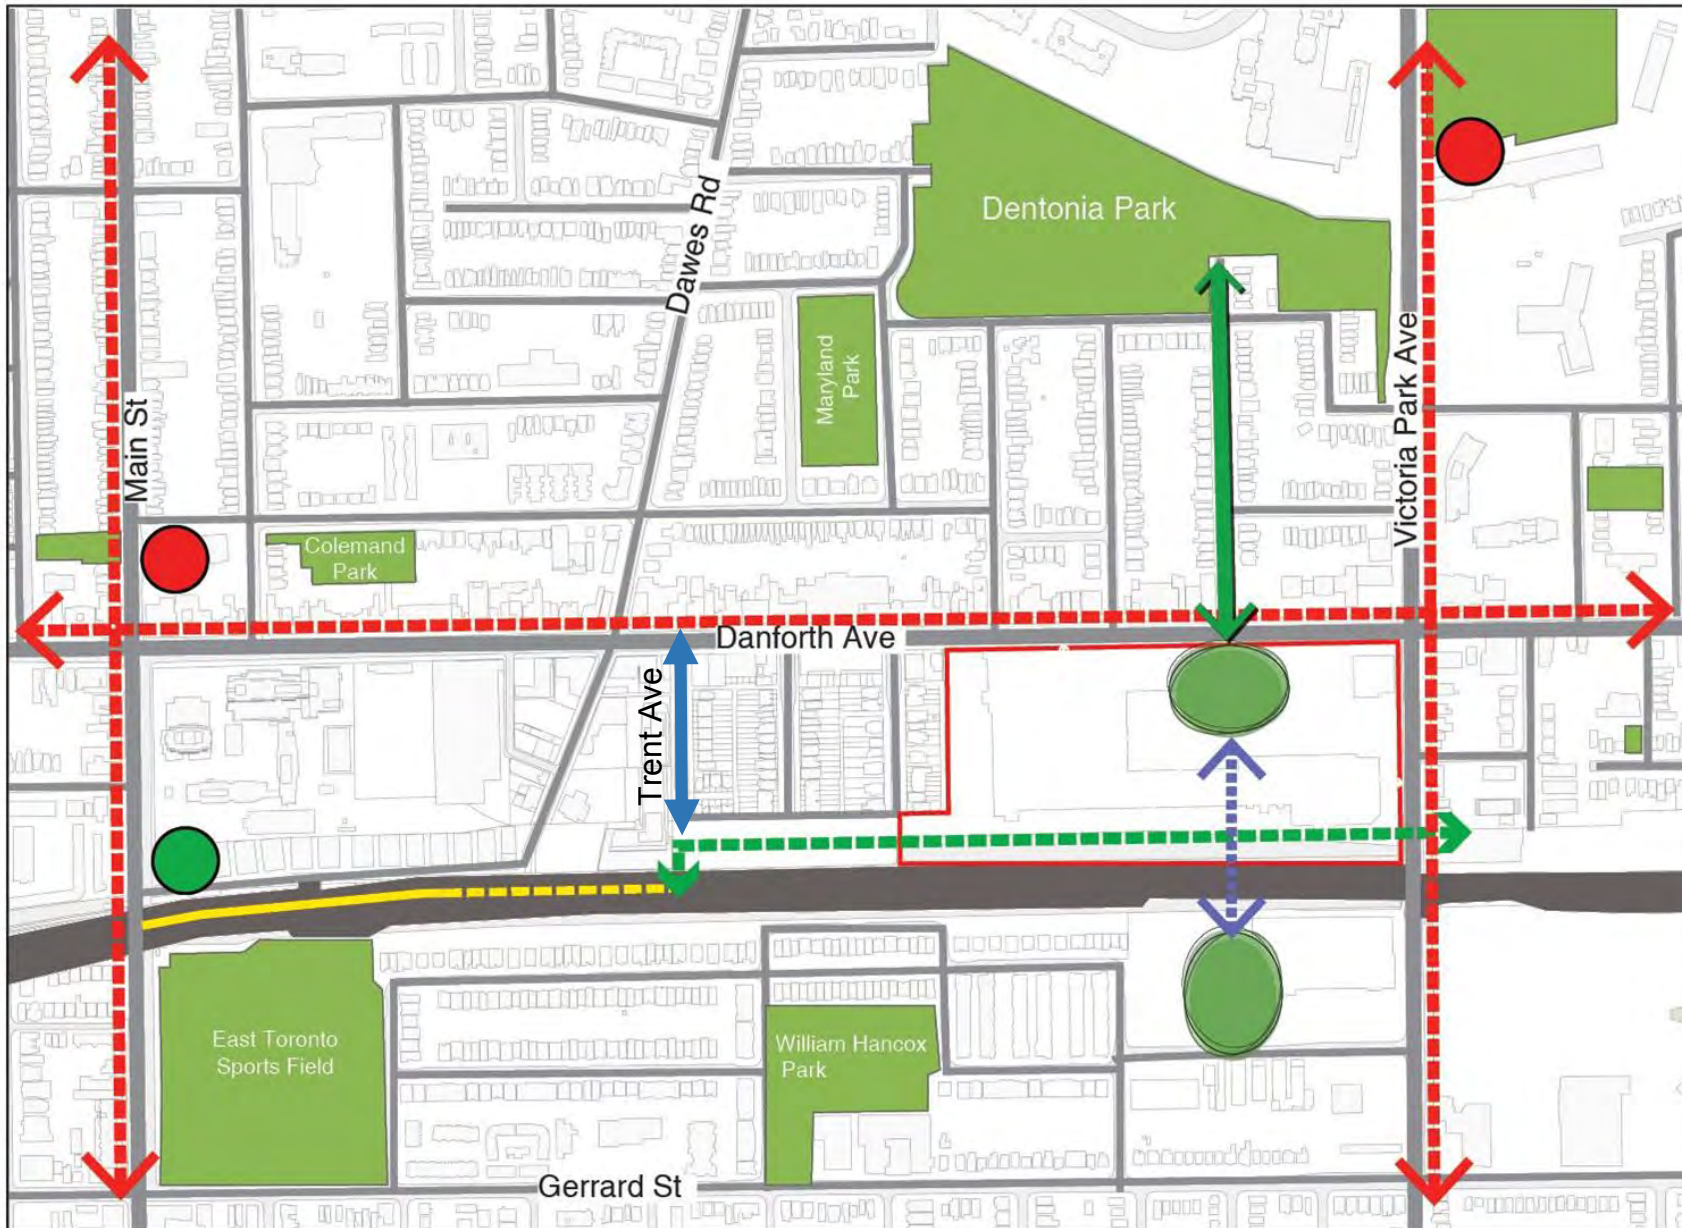 Dawes Rd
Dentonia Park
Maryland
Park
Main St
Victoria Park Ave
Colemand
Park
Danforth Ave
Trent Ave
East Toronto
Sports Field
William Hancox
Park
Gerrard St